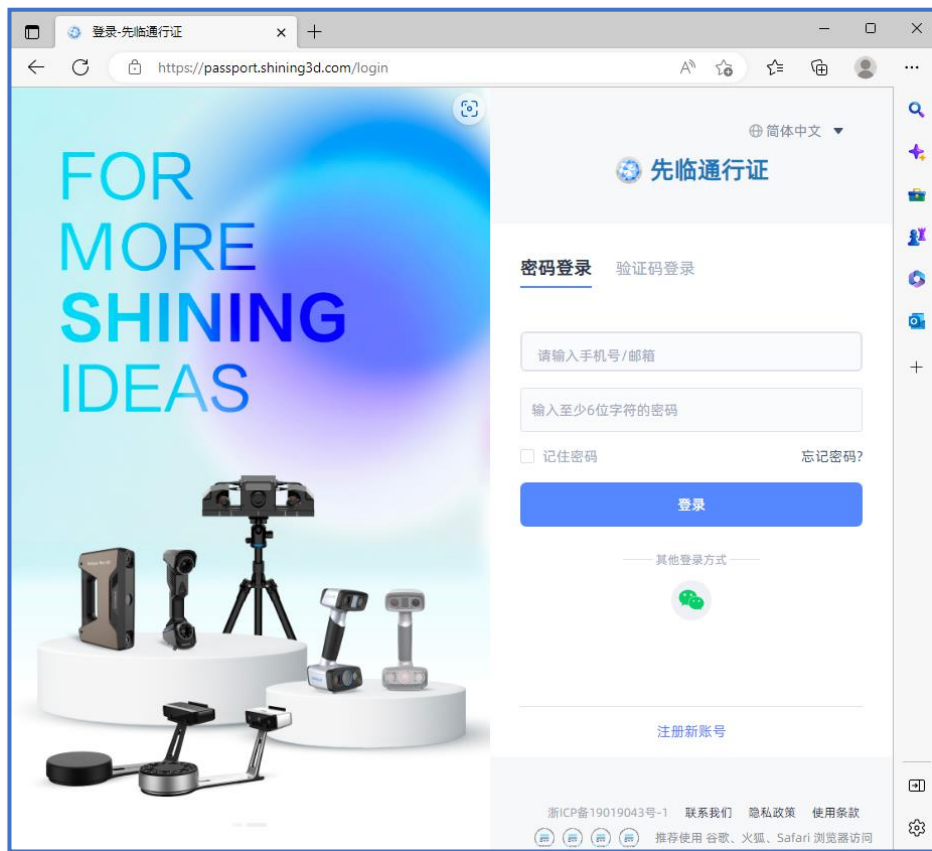 登录-先临通行证
https://passport.shining3d.com/login
简体中文
先临通行证
FOR
MORE
SHINING
IDEAS
密码登录 验证码登录
请输入手机号/邮箱
输入至少6位字符的密码
记住密码 忘记密码?
登录
其他登录方式
注册新账号
浙ICP备19019043号-1 联系我们 隐私政策 使用条款
推荐使用 谷歌、火狐、Safari 浏览器访问